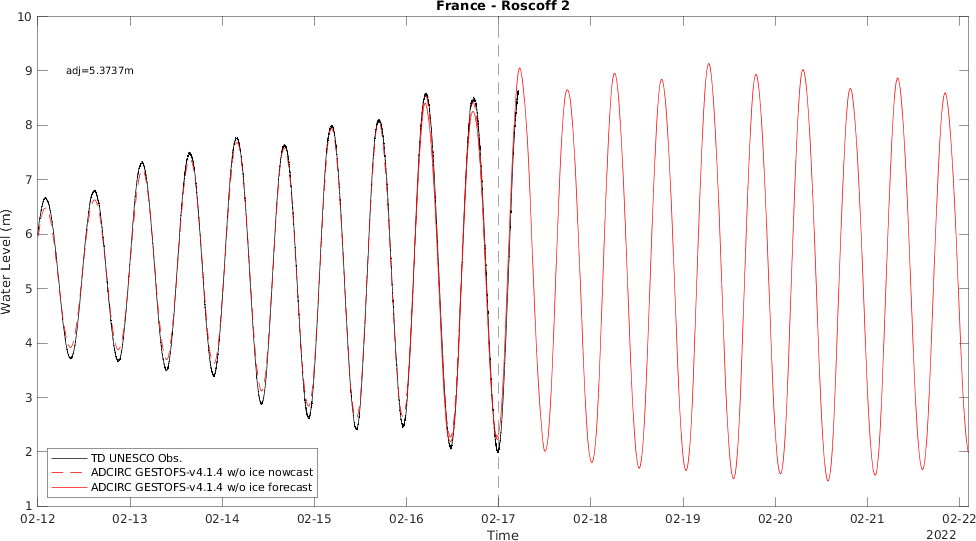 France - Roscoff 2
10
9
8
7
6
5
4
3
2
1
Water Level (m)
adj=5.3737m
TD UNESCO Obs.
ADCIRC GESTOFS-v4.1.4 w/o ice nowcast
ADCIRC GESTOFS-v4.1.4 w/o ice forecast
02-12 02-13 02-14 02-15 02-16 02-17 02-18 02-19 02-20 02-21 02-22
Time
2022